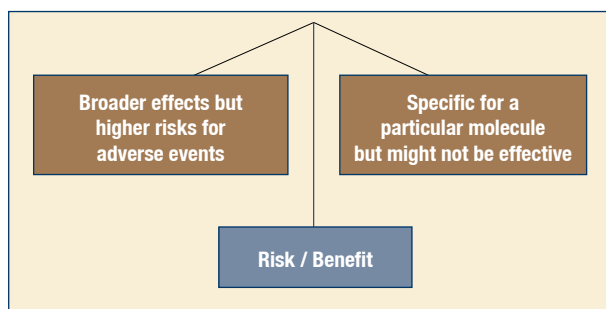 Broader effects but
higher risks for
adverse events
Specific for a
particular molecule
but might not be effective
Risk / Benefit